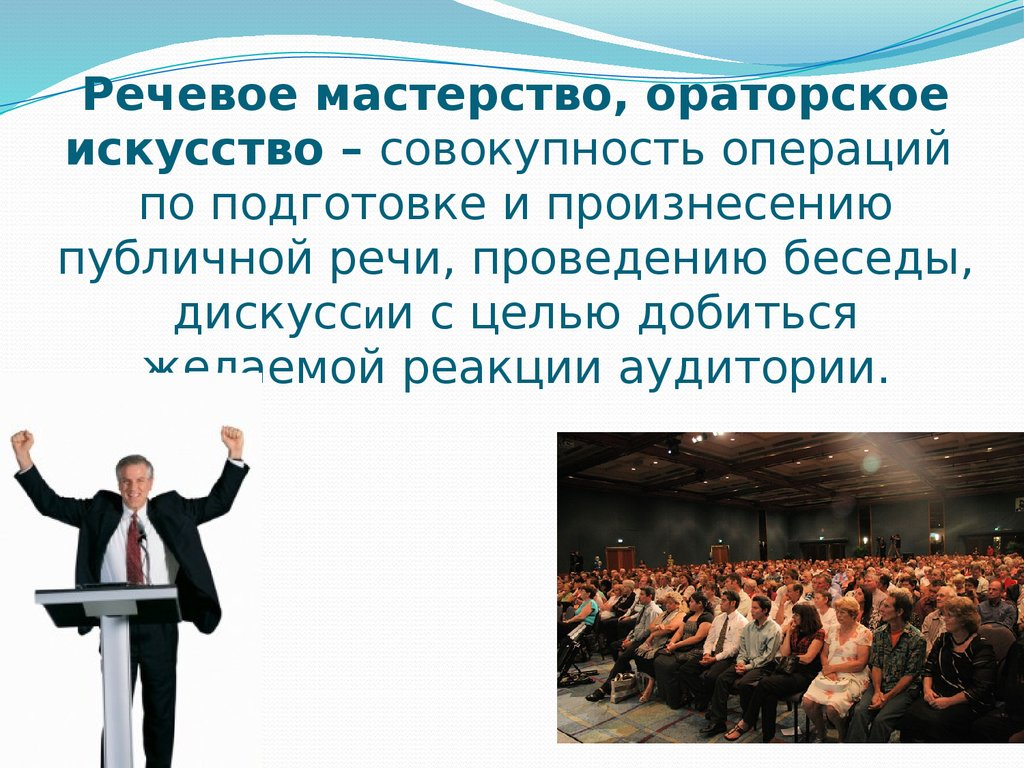 Речевое мастерство, ораторское
искусство – совокупность операций
по подготовке и произнесению
публичной речи, проведению беседы,
дискуссии с целью добиться
желаемой реакции аудитории.